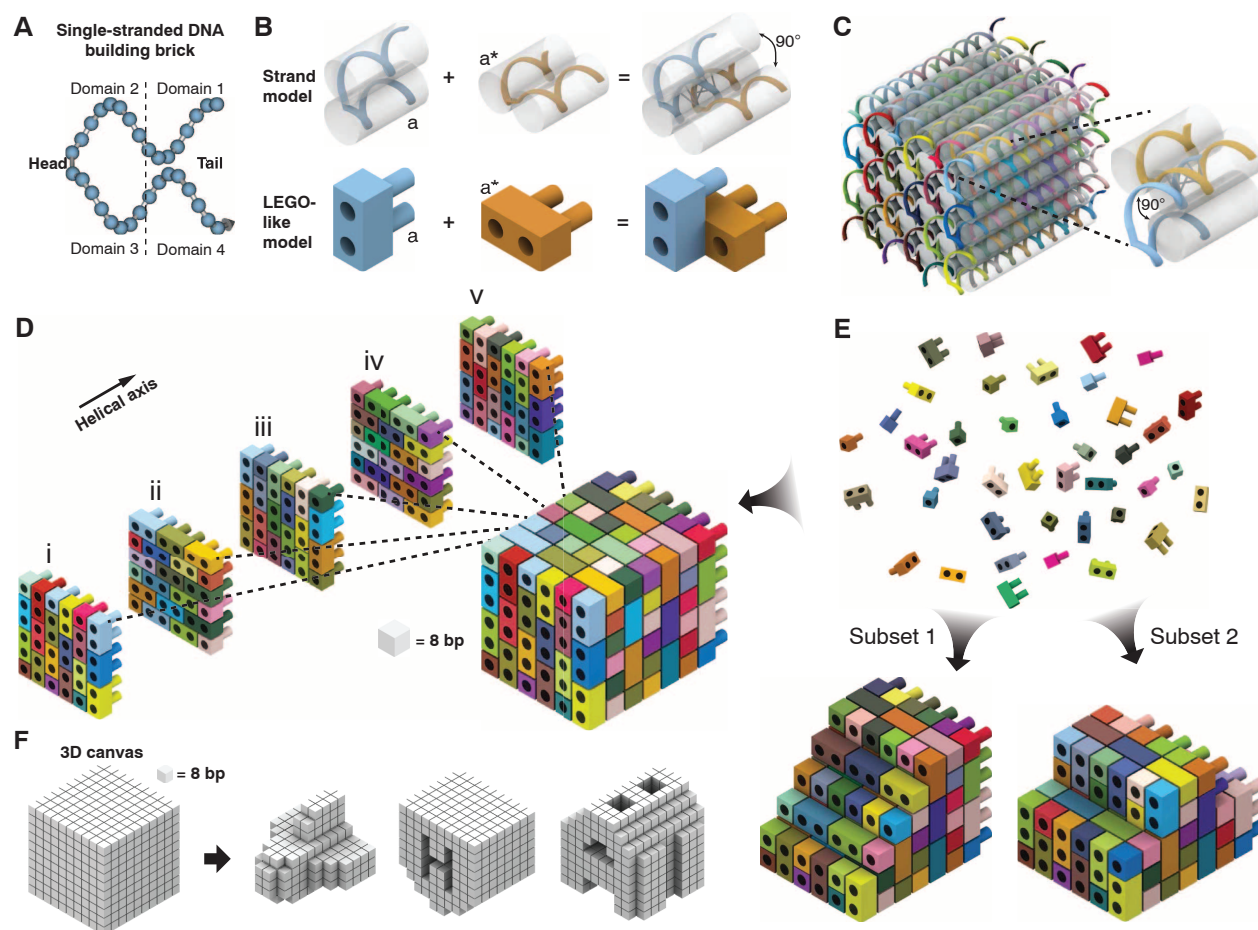 A
Single-stranded DNA
building brick
Domain 2
Domain 1
Head
Tail
Domain 3
Domain 4
B
Strand
model
a
+
a*
=
90°
LEGO-
like
model
a
+
a*
=
C
90°
D
Helical axis
i
ii
iii
iv
v
= 8 bp
E
Subset 1
Subset 2
F
3D canvas
= 8 bp